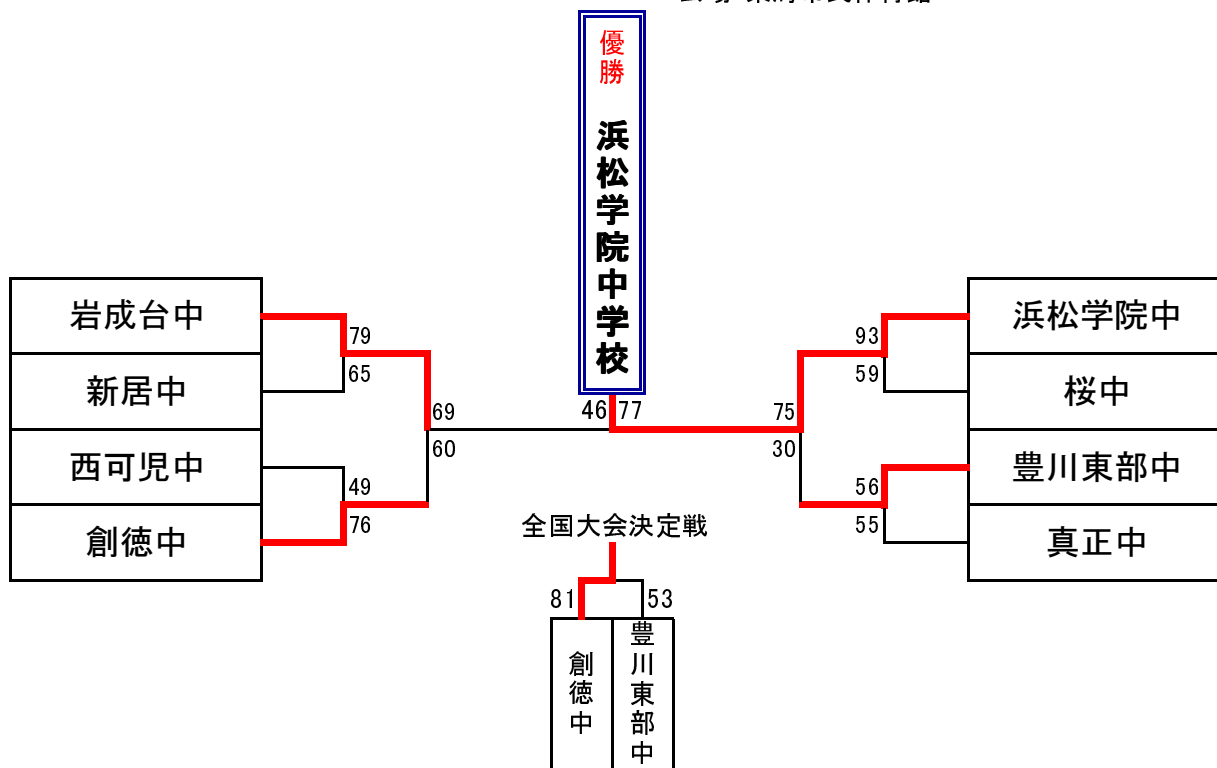 優勝 浜松学院中学校
岩成台中
新居中
西可児中
創徳中
79
65
49
76
69
60
46 77
75
30
93
59
56
55
浜松学院中
桜中
豊川東部中
真正中
全国大会決定戦
81 53
創徳中
豊川東部中